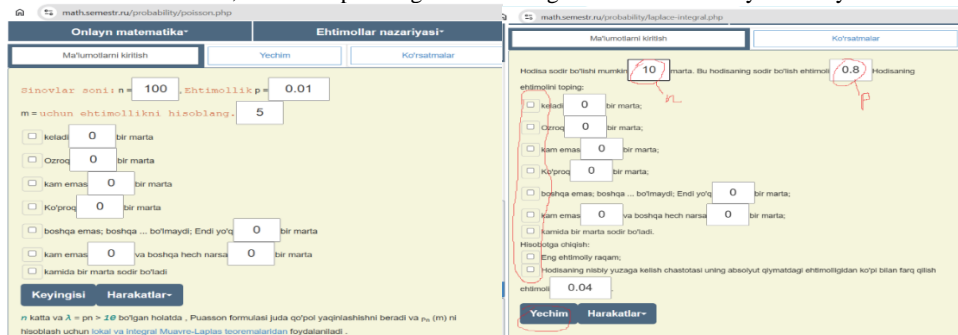 math.semestr.ru/probability/poisson.php
Onlayn matematika Ehtimollar nazariyasi
Ma'lumotlarni kiritish Yechim Ko'rsatmalar
Sinovlar soni: n= 100 . Ehtimollik p= 0.01
m = uchun ehtimollikni hisoblang. 5
keladi 0 bir marta
Ozroq 0 bir marta
kam emas 0 bir marta
Ko'proq 0 bir marta
boshqa emas; boshqa ... bo'lmaydi; Endi yo'q 0 bir marta
kam emas 0 va boshqa hech narsa 0 bir marta
kamida bir marta sodir bo'ladi
Keyingisi Harakatlar
n katta va λ = pn > 10 bo'lgan holatda , Puasson formulasi juda qo'pol yaqinlashishni beradi va Pn (m) ni
hisoblash uchun lokal va integral Muavre-Laplas teoremalaridan foydalaniladi .
math.semestr.ru/probability/laplace-integral.php
Ma'lumotlarni kiritish Ko'rsatmalar
Hodisa sodir bo'lishi mumkin 10 marta. Bu hodisaning sodir bo'lish ehtimoli 0.8 Hodisaning
n p
ehtimolini toping:
keladi 0 bir marta;
Ozroq 0 bir marta;
kam emas 0 bir marta;
Ko'proq 0 bir marta;
boshqa emas; boshqa ... bo'lmaydi; Endi yo'q 0 bir marta;
kam emas 0 va boshqa hech narsa 0 bir marta;
kamida bir marta sodir bo'ladi.
Hisobotga chiqish:
Eng ehtimoliy raqam;
Hodisaning nisbiy yuzaga kelish chastotasi uning absolyut qiymatdagi ehtimolligidan ko'pi bilan farq qilish
ehtimoli 0.04 .
Yechim Harakatlar